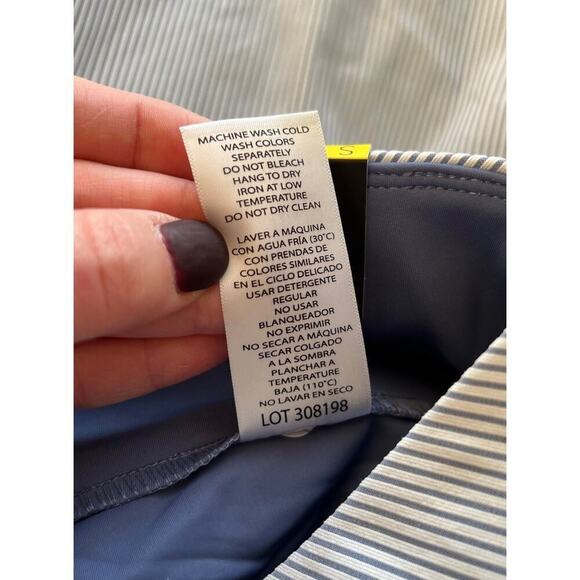 MACHINE WASH COLD
WASH COLORS
SEPARATELY
DO NOT BLEACH
HANG TO DRY
IRON AT LOW
TEMPERATURE
DO NOT DRY CLEAN
LAVER A MÁQUINA
CON AGUA FRÍA (30°C)
CON PRENDAS DE
COLORES SIMILARES
EN EL CICLO DELICADO
USAR DETERGENTE
REGULAR
NO USAR
BLANQUEADOR
NO EXPRIMIR
NO SECAR A MÁQUINA
SECAR COLGADO
A LA SOMBRA
PLANCHAR A
TEMPERATURE
BAJA (110°C)
NO LAVAR EN SECO
LOT 308198
S